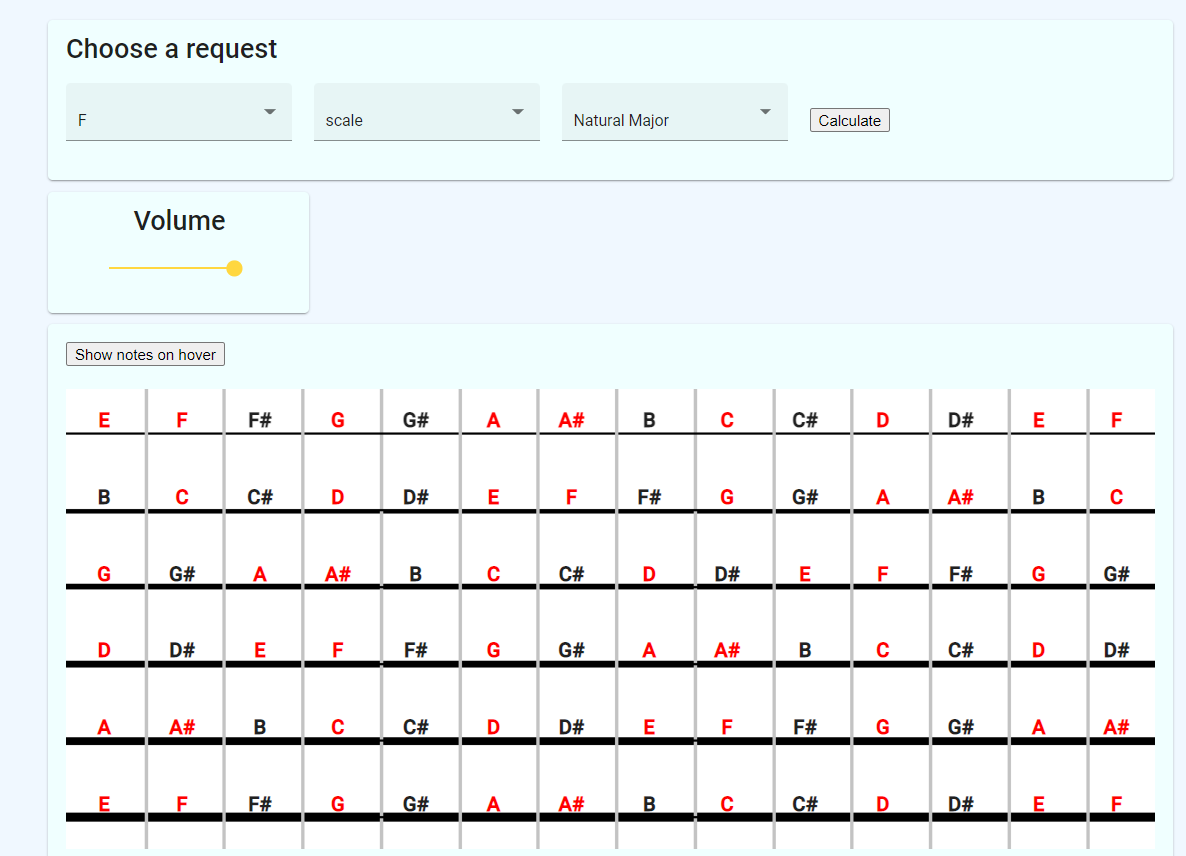 Choose a request
F scale Natural Major Calculate
Volume
Show notes on hover
E F F# G G# A A# B C C# D D# E F
B C C# D D# E F F# G G# A A# B C
G G# A A# B C C# D D# E F F# G G#
D D# E F F# G G# A A# B C C# D D#
A A# B C C# D D# E F F# G G# A A#
E F F# G G# A A# B C C# D D# E F